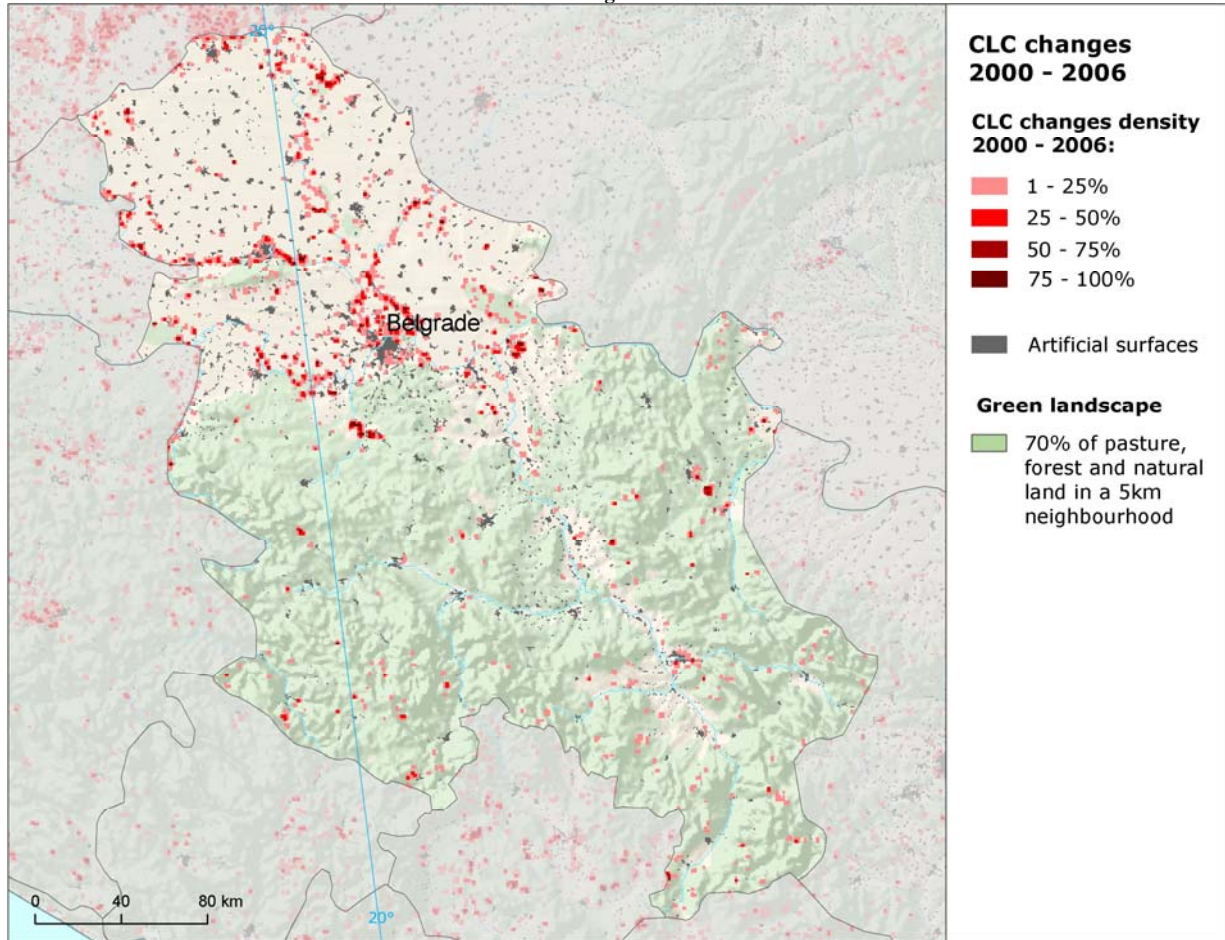 20°
Belgrade
0 40 80 km
20°
CLC changes
2000 - 2006
CLC changes density
2000 - 2006:
1 - 25%
25 - 50%
50 - 75%
75 - 100%
Artificial surfaces
Green landscape
70% of pasture,
forest and natural
land in a 5km
neighbourhood